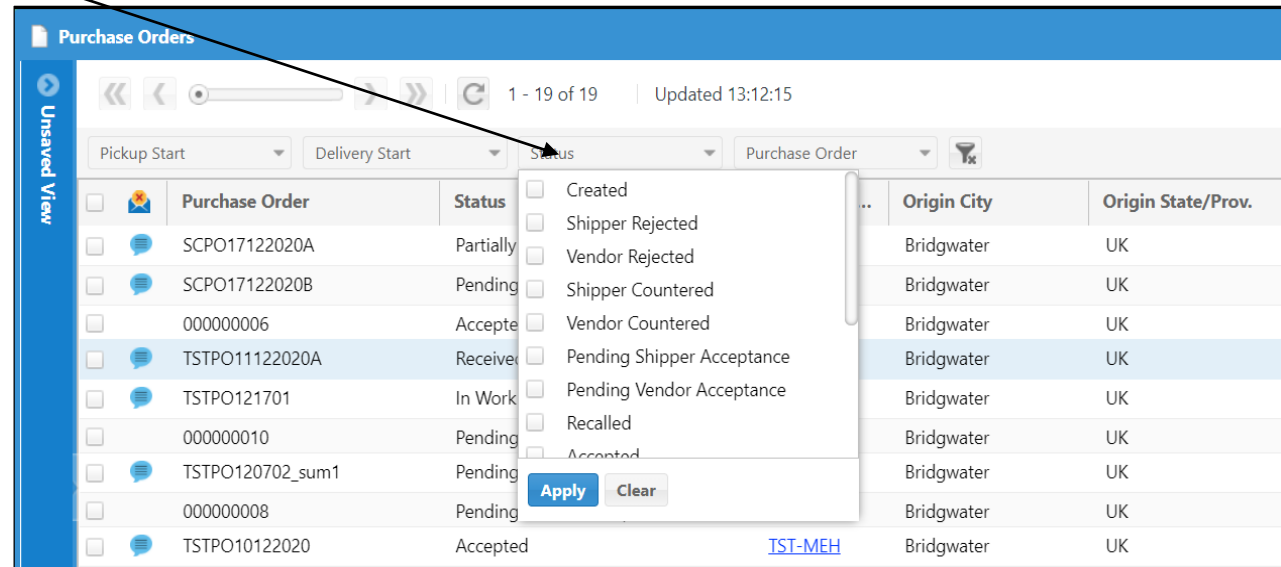 Purchase Orders
Unsaved View
1 - 19 of 19 Updated 13:12:15
Pickup Start Delivery Start Status Purchase Order
Purchase Order Status ... Origin City Origin State/Prov.
SCPO17122020A Partially Bridgwater UK
SCPO17122020B Pending Bridgwater UK
000000006 Accepte Bridgwater UK
TSTPO11122020A Received Bridgwater UK
TSTPO121701 In Work Bridgwater UK
000000010 Pending Bridgwater UK
TSTPO120702_sum1 Pending Bridgwater UK
000000008 Pending Bridgwater UK
TSTPO10122020 Accepted TST-MEH Bridgwater UK
Created
Shipper Rejected
Vendor Rejected
Shipper Countered
Vendor Countered
Pending Shipper Acceptance
Pending Vendor Acceptance
Recalled
Accepted
Apply Clear